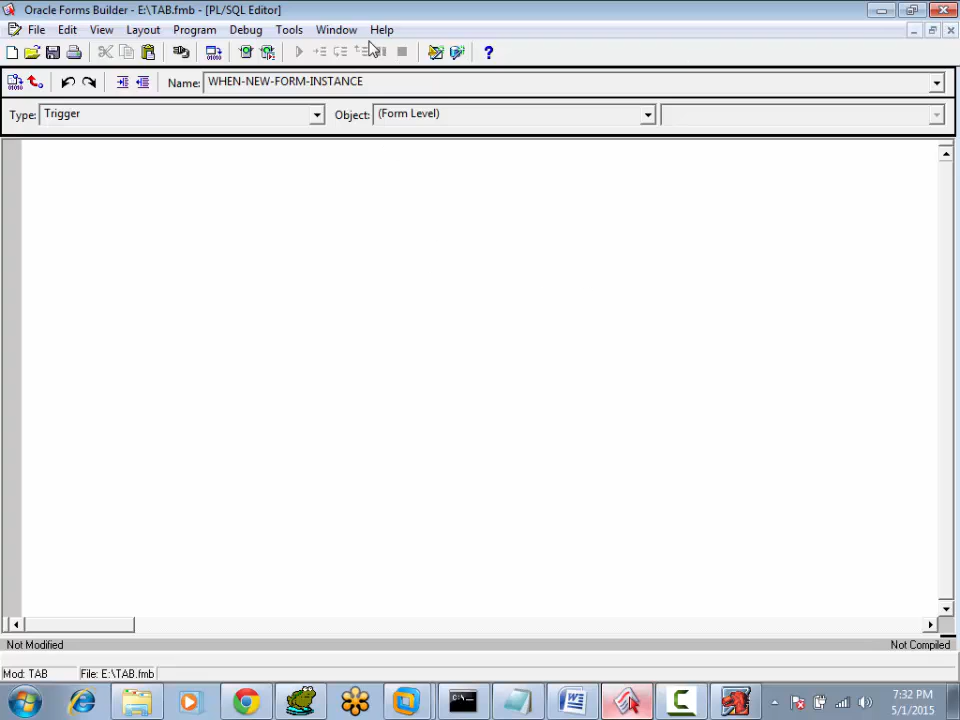 Oracle Forms Builder - E:\TAB.fmb - [PL/SQL Editor]
File Edit View Layout Program Debug Tools Window Help
Name: WHEN-NEW-FORM-INSTANCE
Type: Trigger Object: (Form Level)
Not Modified Not Compiled
Mod: TAB File: E:\TAB.fmb
7:32 PM
5/1/2015